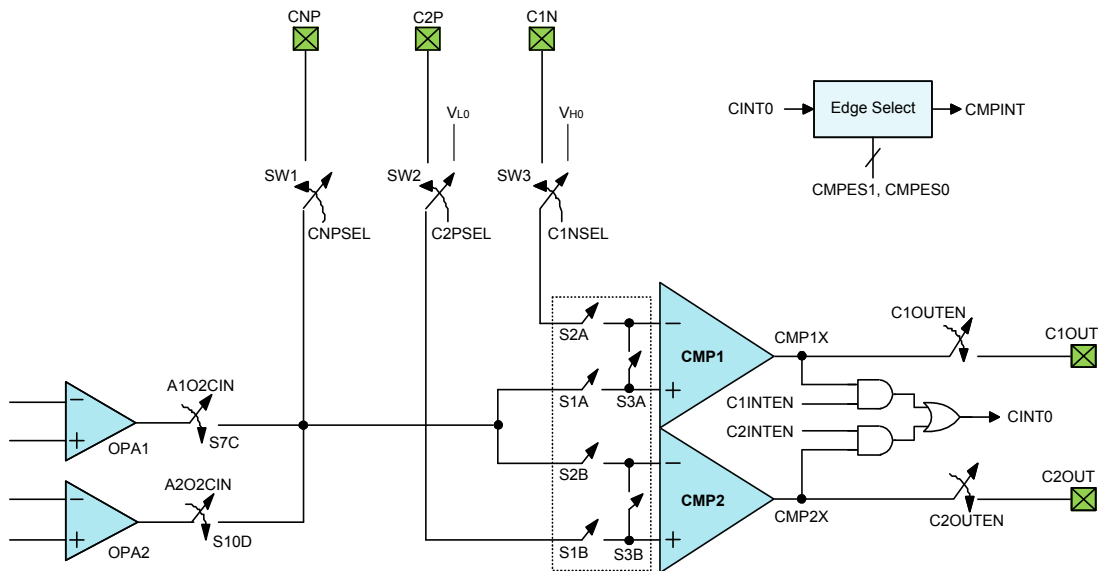 CNP
C2P
C1N
VL0
VH0
CINT0
Edge Select
CMPINT
CMPES1, CMPES0
SW1
SW2
SW3
CNPSEL
C2PSEL
C1NSEL
S2A
−
CMP1
CMP1X
C1OUTEN
C1OUT
S1A
S3A
+
A1O2CIN
−
+
OPA1
S7C
C1INTEN
CINT0
C2INTEN
S2B
−
CMP2
CMP2X
C2OUTEN
C2OUT
A2O2CIN
−
+
OPA2
S10D
S1B
S3B
+